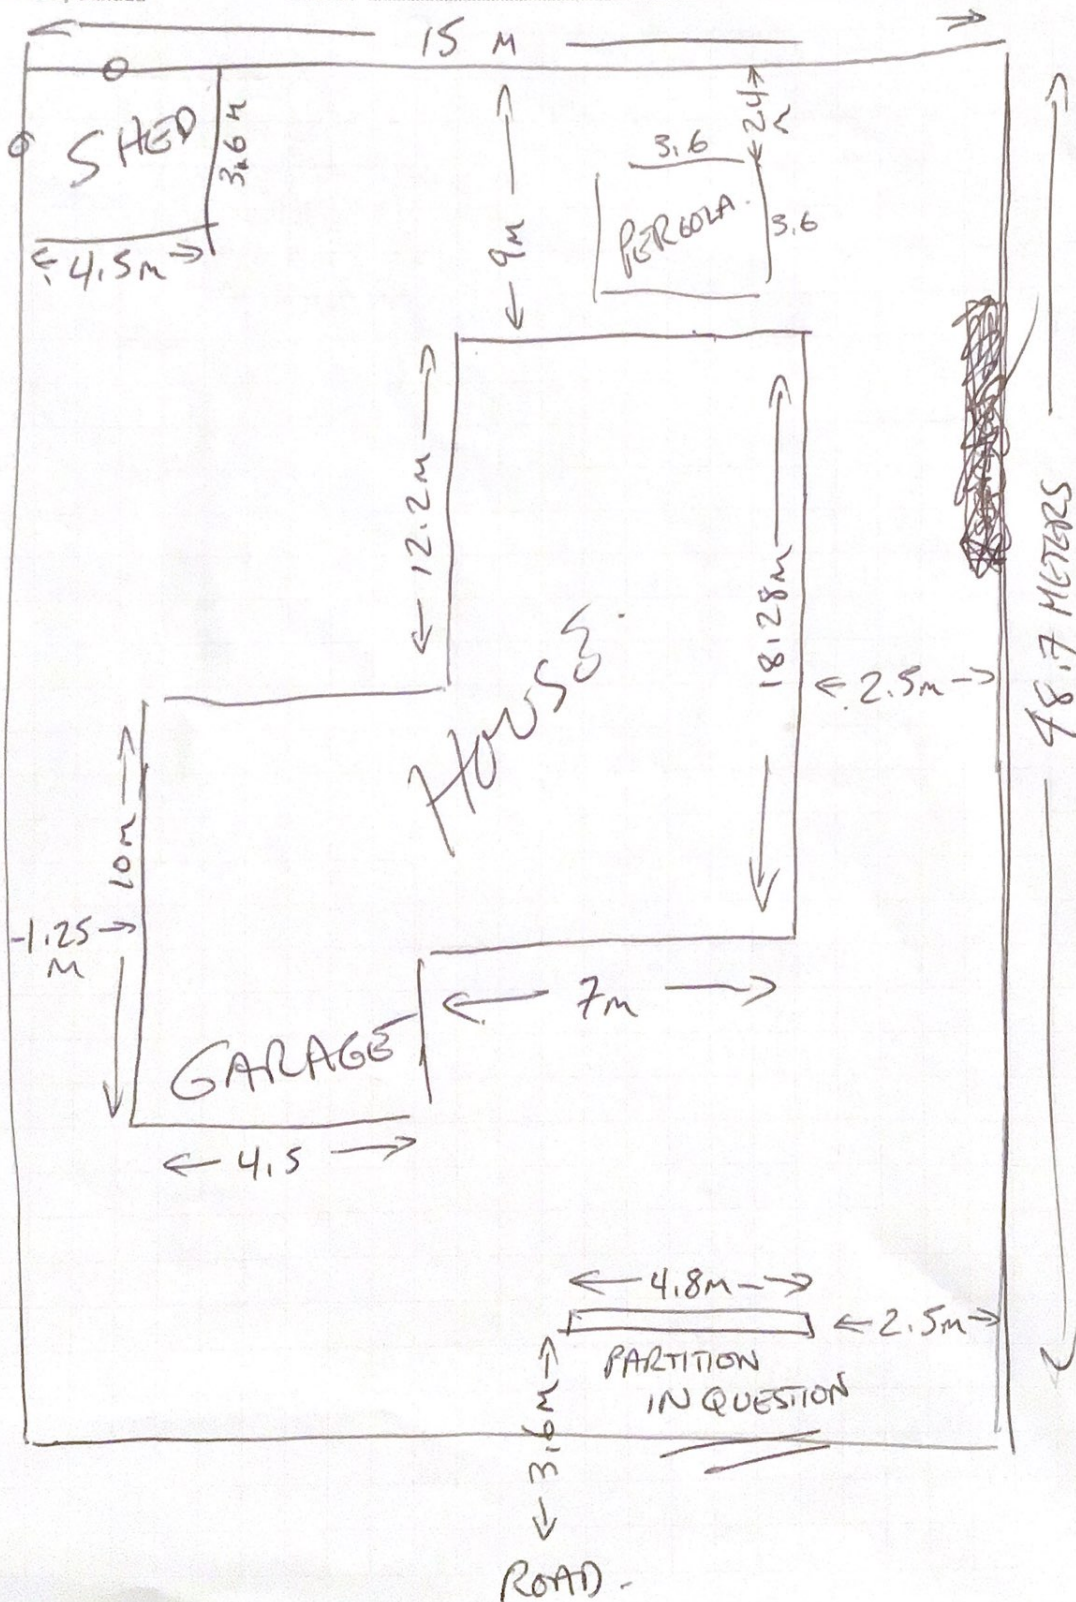 15 M
SHED
3.6 M
4.5m
9M
2.4 M
3.6
PERGOLA.
3.6
12.2M
18.28m
HOUSE.
2.5m
48.7 METERS
10m
-1.25
M
7m
GARAGE
4.5
4.8m
2.5m
PARTITION
IN QUESTION
3.6M
ROAD.